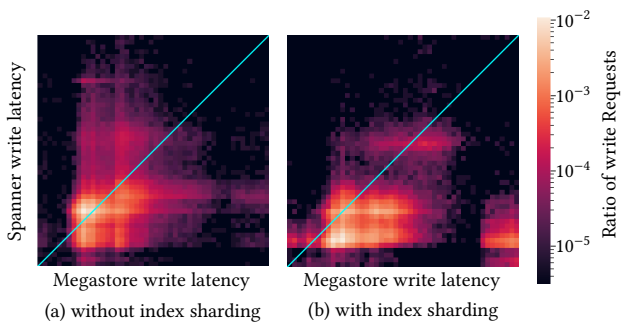 Spanner write latency
Megastore write latency
(a) without index sharding
Megastore write latency
(b) with index sharding
10⁻²
10⁻³
10⁻⁴
10⁻⁵
Ratio of write Requests